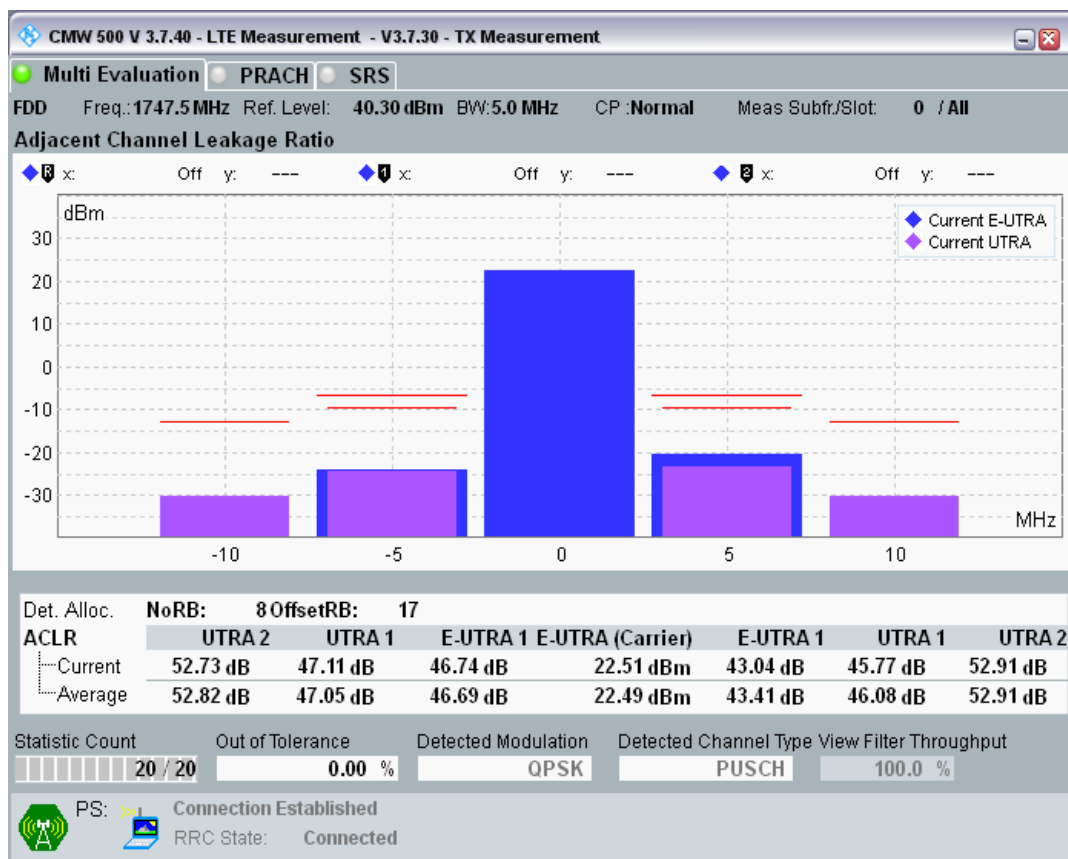 CMW 500 V 3.7.40 - LTE Measurement - V3.7.30 - TX Measurement
Multi Evaluation PRACH SRS
FDD Freq.: 1747.5 MHz Ref. Level: 40.30 dBm BW: 5.0 MHz CP : Normal Meas Subfr./Slot: 0 / All
Adjacent Channel Leakage Ratio
R x: Off y: --- 1 x: Off y: --- 2 x: Off y: ---
dBm
Current E-UTRA
Current UTRA
30
20
10
0
-10
-20
-30
MHz
-10 -5 0 5 10
Det. Alloc. NoRB: 8 OffsetRB: 17
ACLR UTRA 2 UTRA 1 E-UTRA 1 E-UTRA (Carrier) E-UTRA 1 UTRA 1 UTRA 2
Current 52.73 dB 47.11 dB 46.74 dB 22.51 dBm 43.04 dB 45.77 dB 52.91 dB
Average 52.82 dB 47.05 dB 46.69 dB 22.49 dBm 43.41 dB 46.08 dB 52.91 dB
Statistic Count Out of Tolerance Detected Modulation Detected Channel Type View Filter Throughput
20 / 20 0.00 % QPSK PUSCH 100.0 %
PS: Connection Established
RRC State: Connected